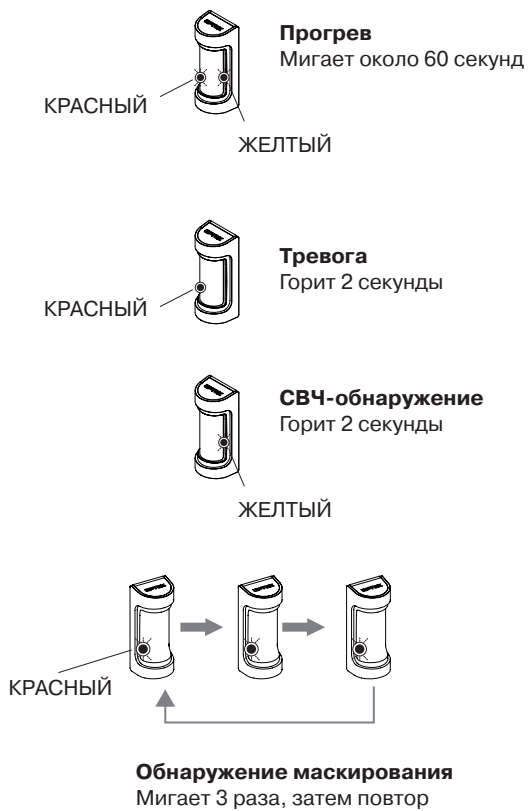 Прогрев
Мигает около 60 секунд
КРАСНЫЙ
ЖЕЛТЫЙ
Тревога
Горит 2 секунды
КРАСНЫЙ
СВЧ-обнаружение
Горит 2 секунды
ЖЕЛТЫЙ
КРАСНЫЙ
Обнаружение маскирования
Мигает 3 раза, затем повтор